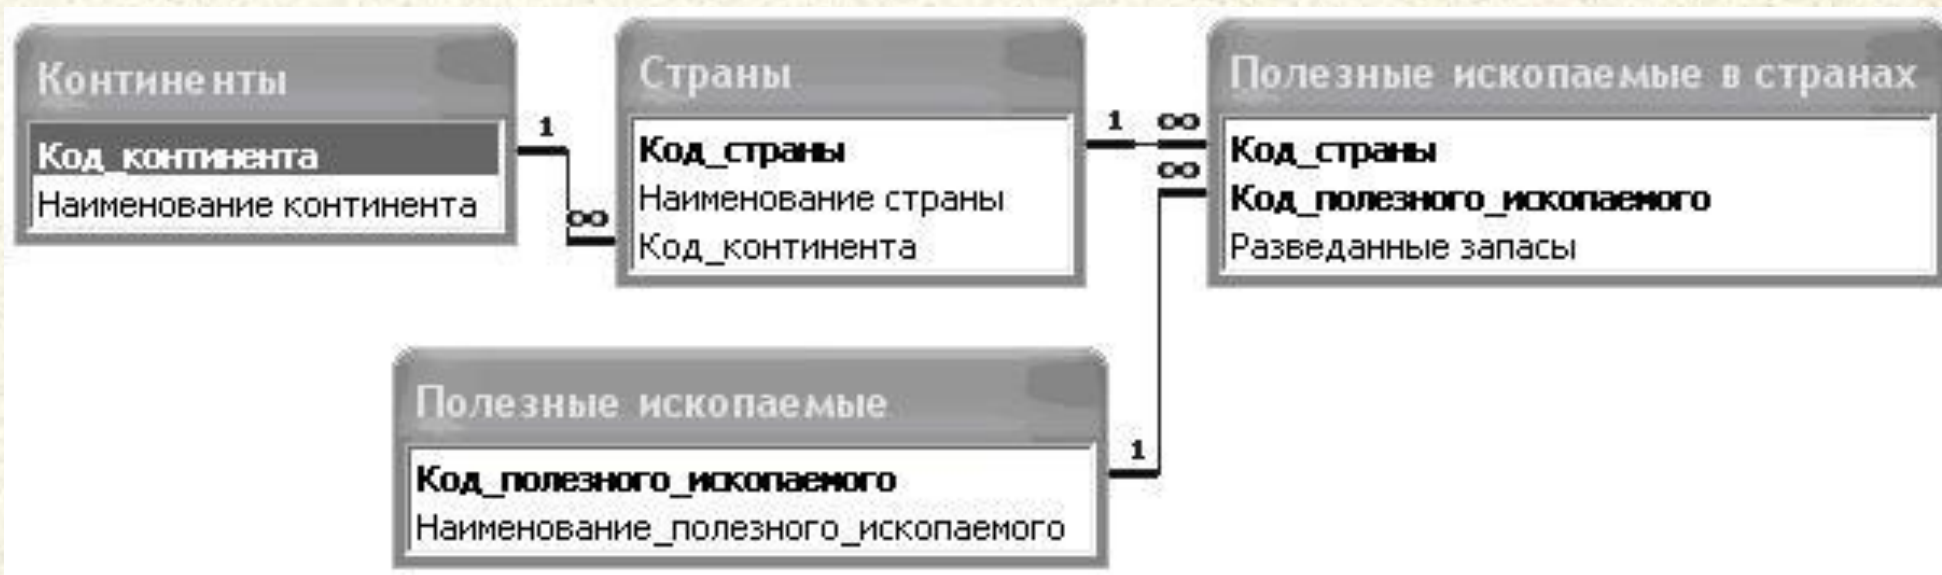 Континенты
Код_континента
Наименование континента
1
∞
Страны
Код_страны
Наименование страны
Код_континента
1
∞
∞
Полезные ископаемые в странах
Код_страны
Код_полезного_ископаемого
Разведанные запасы
Полезные ископаемые
Код_полезного_ископаемого
Наименование_полезного_ископаемого
1